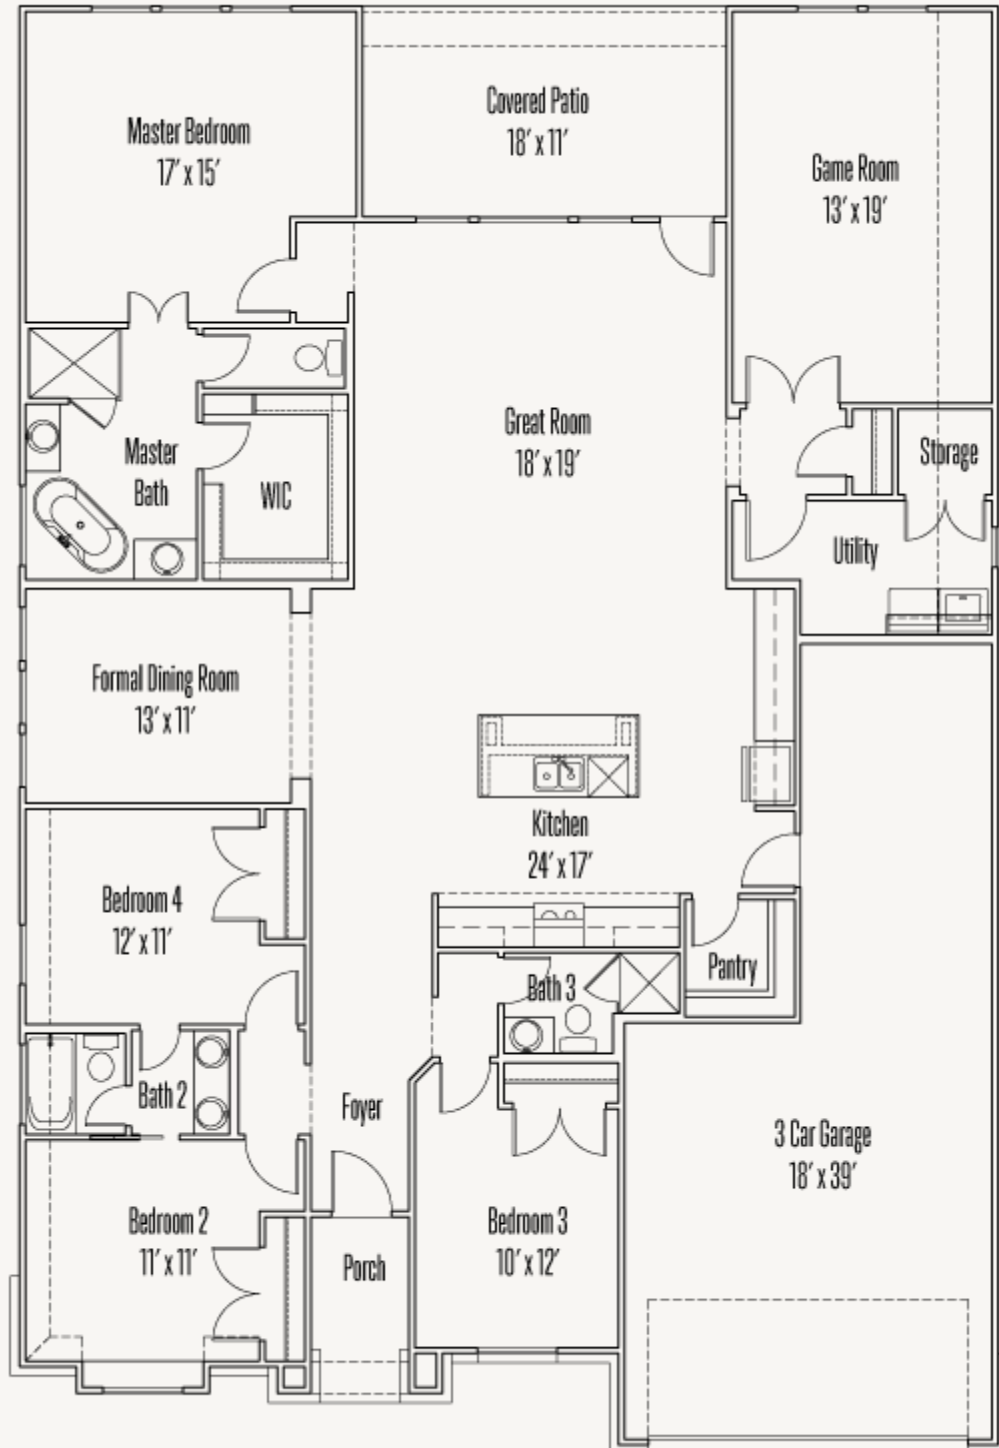 Master Bedroom
17' x 15'
Covered Patio
18' x 11'
Game Room
13' x 19'
Great Room
18' x 19'
Master
Bath
WIC
Storage
Utility
Formal Dining Room
13' x 11'
Kitchen
24' x 17'
Bedroom 4
12' x 11'
Pantry
Bath 3
Bath 2
Foyer
3 Car Garage
18' x 39'
Bedroom 2
11' x 11'
Porch
Bedroom 3
10' x 12'